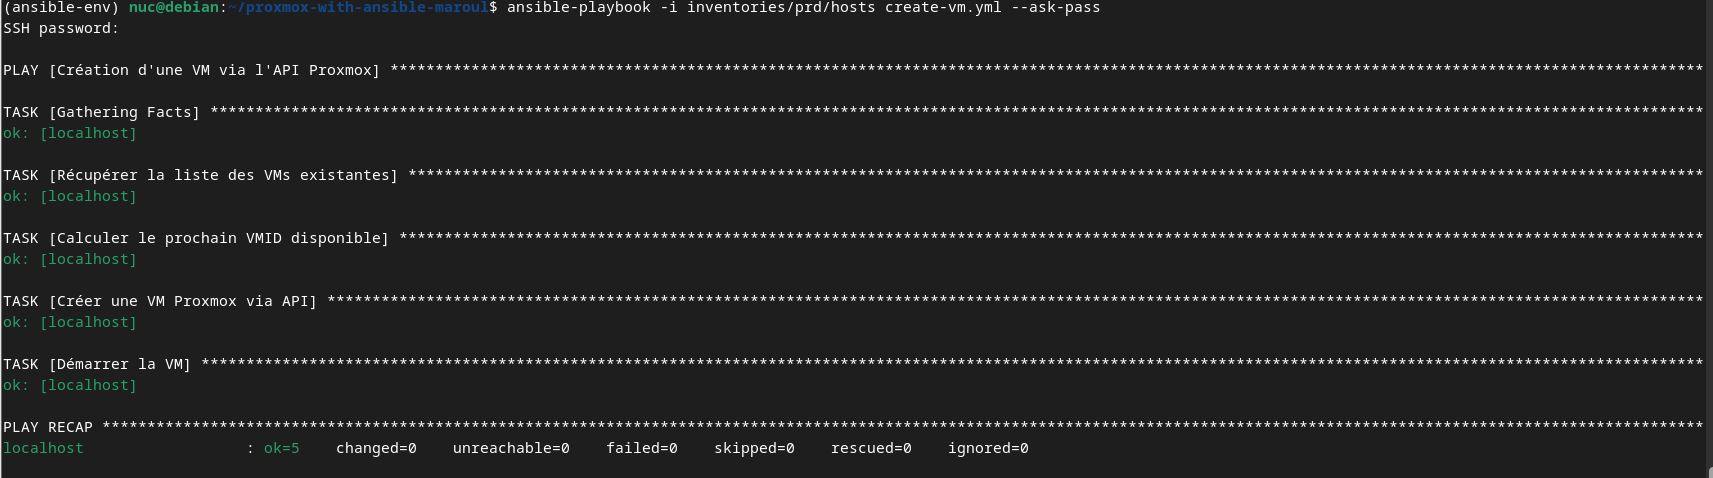 (ansible-env) nuc@debian:~/proxmox-with-ansible-maroul$ ansible-playbook -i inventories/prd/hosts create-vm.yml --ask-pass
SSH password:
PLAY [Création d'une VM via l'API Proxmox] **************************************************************************************************************************************************
TASK [Gathering Facts] **********************************************************************************************************************************************************************
ok: [localhost]
TASK [Récupérer la liste des VMs existantes] ************************************************************************************************************************************************
ok: [localhost]
TASK [Calculer le prochain VMID disponible] *************************************************************************************************************************************************
ok: [localhost]
TASK [Créer une VM Proxmox via API] *********************************************************************************************************************************************************
ok: [localhost]
TASK [Démarrer la VM] ***********************************************************************************************************************************************************************
ok: [localhost]
PLAY RECAP **********************************************************************************************************************************************************************************
localhost                  : ok=5    changed=0    unreachable=0    failed=0    skipped=0    rescued=0    ignored=0